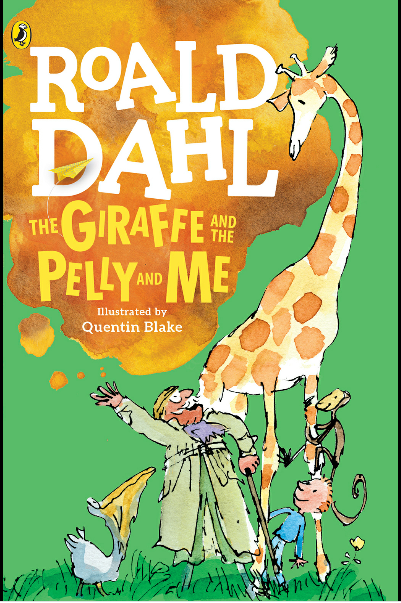 ROALD
DAHL
THE GIRAFFE AND THE
PELLY AND ME
Illustrated by
Quentin Blake